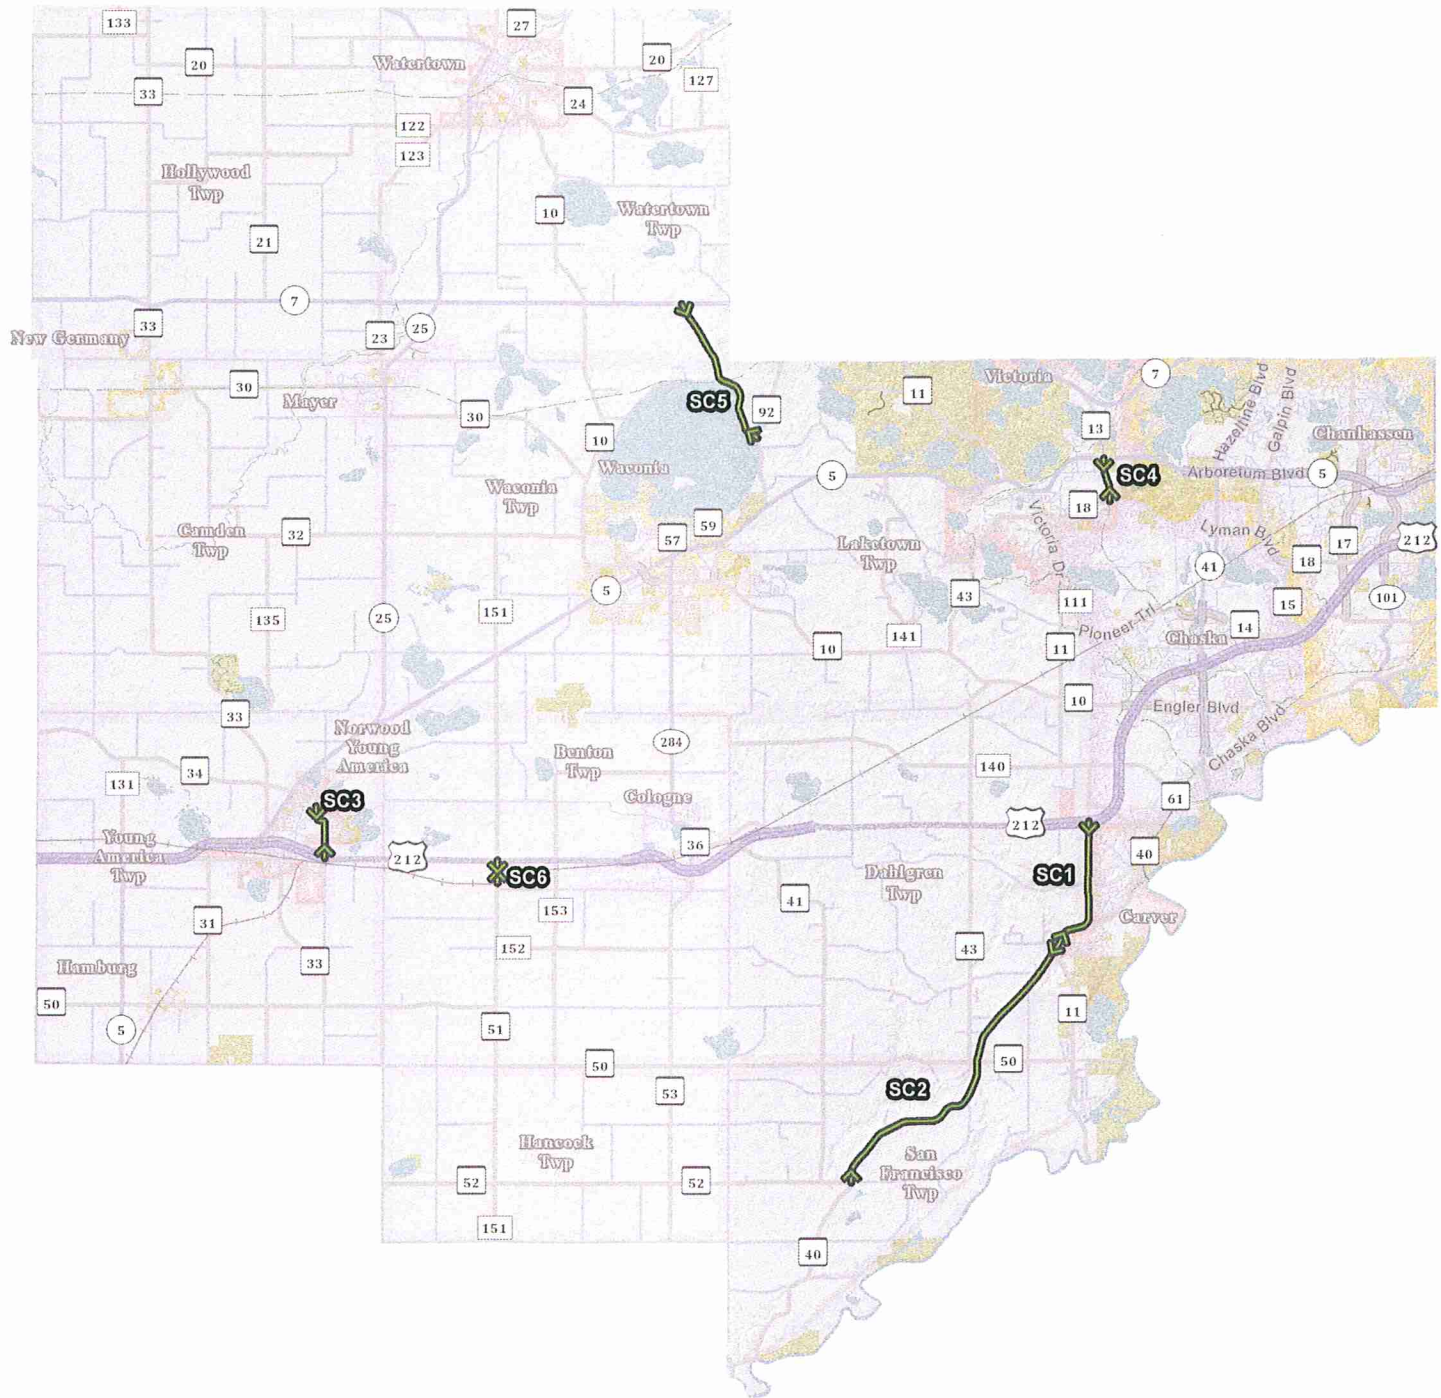 133
27
20
Watertown
20
127
33
24
122
123
Hollywood
Twp
10
Watertown
Twp
21
7
33
23
25
New Germany
30
Mayer
30
SC5
92
10
Waconia
11
Victoria
7
13
Hazeltine Blvd
Galpin Blvd
Chanhassen
5
SC4
Arboretum Blvd
5
Waconia
Twp
18
Victoria Dr
Camden
Twp
32
57
59
Laketown
Twp
Lyman Blvd
17
212
18
41
5
43
151
135
25
111
15
101
Pioneer Trl
141
14
Chaska
10
11
10
Engler Blvd
33
Norwood
Young
America
284
Chaska Blvd
34
Benton
Twp
131
140
Cologne
61
SC3
212
36
Young
America
Twp
212
SC6
40
Dahlgren
Twp
SC1
41
153
Carver
31
152
43
33
Hamburg
50
5
51
11
50
50
53
SC2
Hancock
Twp
San
Francisco
Twp
52
52
151
40